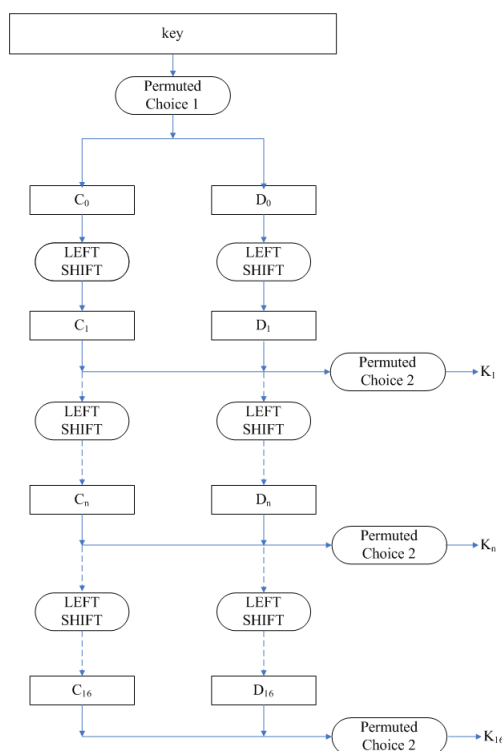 key
Permuted
Choice 1
C₀
D₀
LEFT
SHIFT
LEFT
SHIFT
C₁
D₁
Permuted
Choice 2
K₁
LEFT
SHIFT
LEFT
SHIFT
Cₙ
Dₙ
Permuted
Choice 2
Kₙ
LEFT
SHIFT
LEFT
SHIFT
C₁₆
D₁₆
Permuted
Choice 2
K₁₆